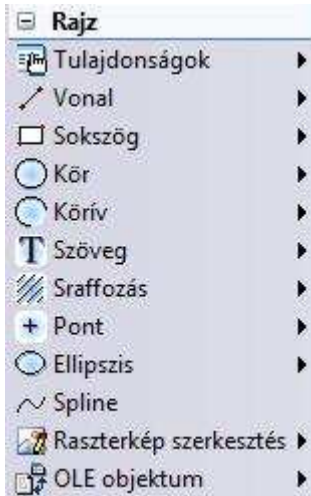 Rajz
Tulajdonságok
Vonal
Sokszög
Kör
Körív
Szöveg
Sraffozás
Pont
Ellipszis
Spline
Raszterkép szerkesztés
OLE objektum